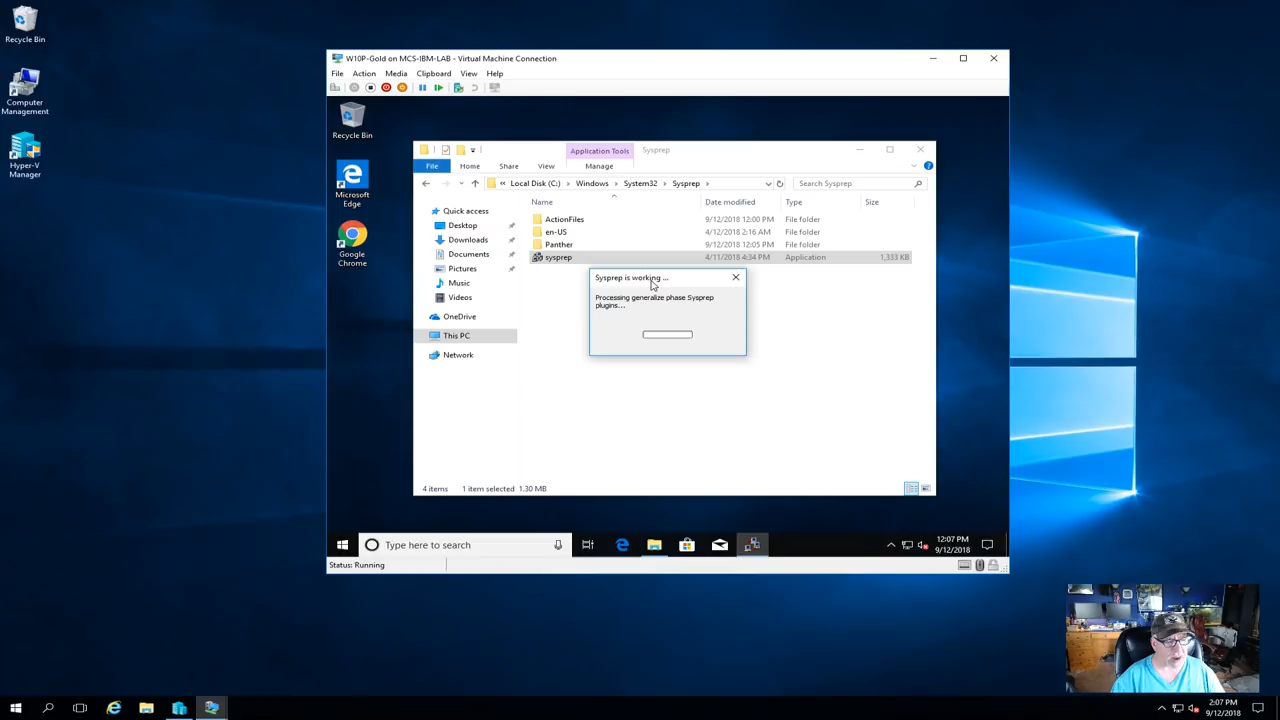 Recycle Bin
Computer
Management
Hyper-V
Manager
W10P-Gold on MCS-IBM-LAB - Virtual Machine Connection
File Action Media Clipboard View Help
Recycle Bin
Microsoft
Edge
Google
Chrome
Application Tools Sysprep
File Home Share View Manage
« Local Disk (C:) › Windows › System32 › Sysprep ›
Search Sysprep
Name Date modified Type Size
Quick access
Desktop
Downloads
Documents
Pictures
Music
Videos
OneDrive
This PC
Network
ActionFiles 9/12/2018 12:00 PM File folder
en-US 4/12/2018 2:16 AM File folder
Panther 9/12/2018 12:05 PM File folder
sysprep 4/11/2018 4:34 PM Application 1,333 KB
Sysprep is working ...
Processing generalize phase Sysprep
plugins...
4 items 1 item selected 1.30 MB
Type here to search
12:07 PM
9/12/2018
Status: Running
2:07 PM
9/12/2018